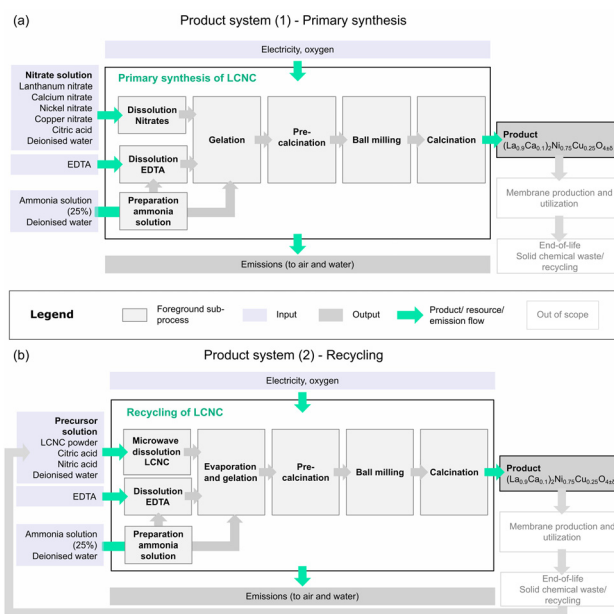 (a) Product system (1) - Primary synthesis
Electricity, oxygen
Nitrate solution
Lanthanum nitrate
Calcium nitrate
Nickel nitrate
Copper nitrate
Citric acid
Deionised water
EDTA
Ammonia solution
(25%)
Deionised water
Primary synthesis of LCNC
Dissolution
Nitrates
Dissolution
EDTA
Preparation
ammonia
solution
Gelation
Pre-
calcination
Ball milling
Calcination
Product
(La0.9Ca0.1)2Ni0.75Cu0.25O4±δ
Membrane production and
utilization
End-of-life
Solid chemical waste/
recycling
Emissions (to air and water)
Legend
Foreground sub-
process
Input
Output
Product/ resource/
emission flow
Out of scope
(b) Product system (2) - Recycling
Electricity, oxygen
Precursor
solution
LCNC powder
Citric acid
Nitric acid
Deionised water
EDTA
Ammonia solution
(25%)
Deionised water
Recycling of LCNC
Microwave
dissolution
LCNC
Dissolution
EDTA
Preparation
ammonia
solution
Evaporation
and gelation
Pre-
calcination
Ball milling
Calcination
Product
(La0.9Ca0.1)2Ni0.75Cu0.25O4±δ
Membrane production and
utilization
End-of-life
Solid chemical waste/
recycling
Emissions (to air and water)